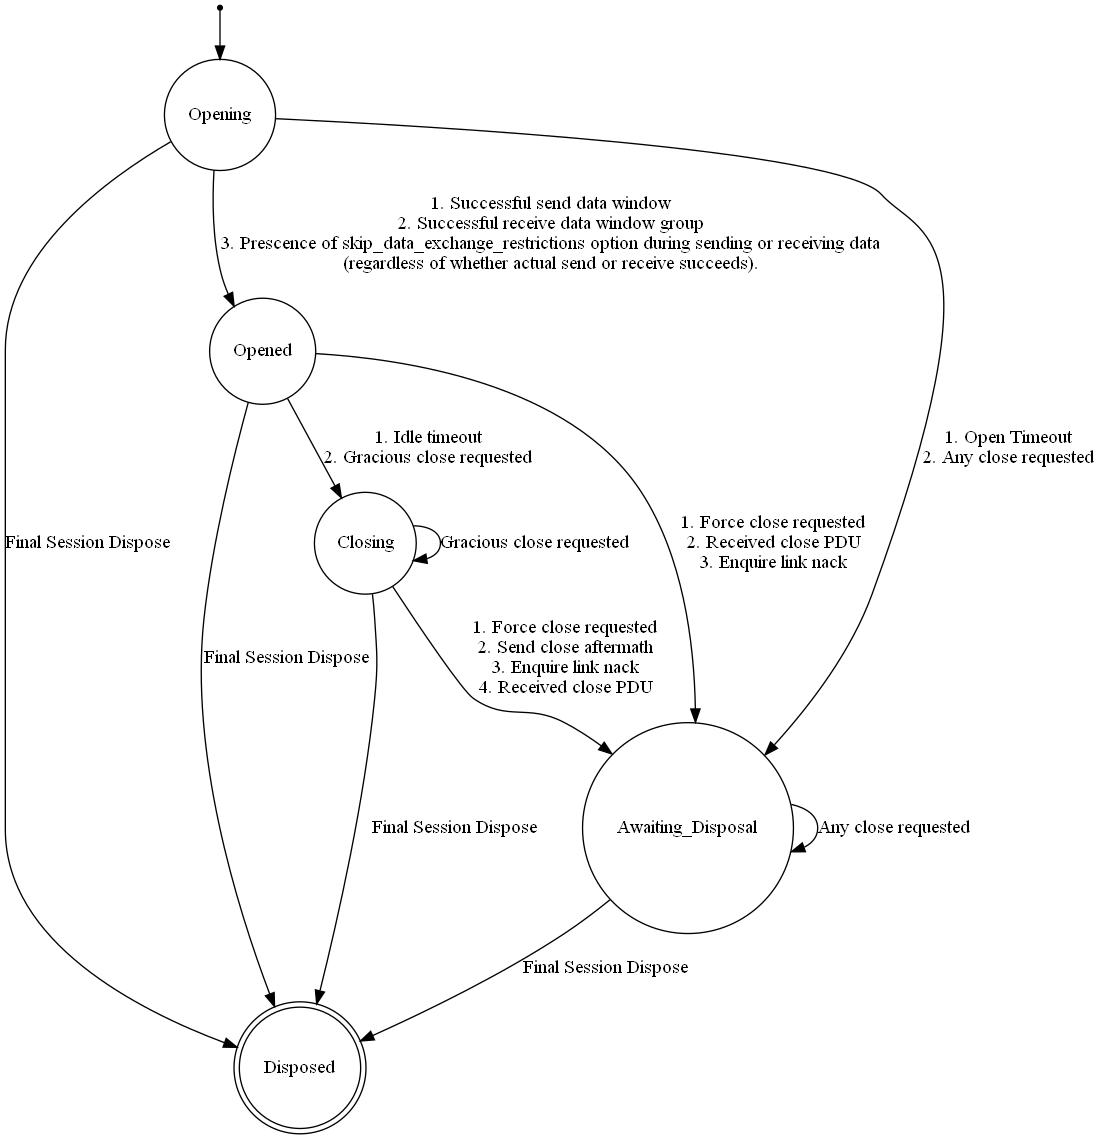 Opening
1. Successful send data window
2. Successful receive data window group
3. Prescence of skip_data_exchange_restrictions option during sending or receiving data
(regardless of whether actual send or receive succeeds).
Opened
1. Idle timeout
2. Gracious close requested
1. Open Timeout
2. Any close requested
1. Force close requested
2. Received close PDU
3. Enquire link nack
Final Session Dispose
Closing
Gracious close requested
1. Force close requested
2. Send close aftermath
3. Enquire link nack
4. Received close PDU
Final Session Dispose
Final Session Dispose
Awaiting_Disposal
Any close requested
Final Session Dispose
Disposed